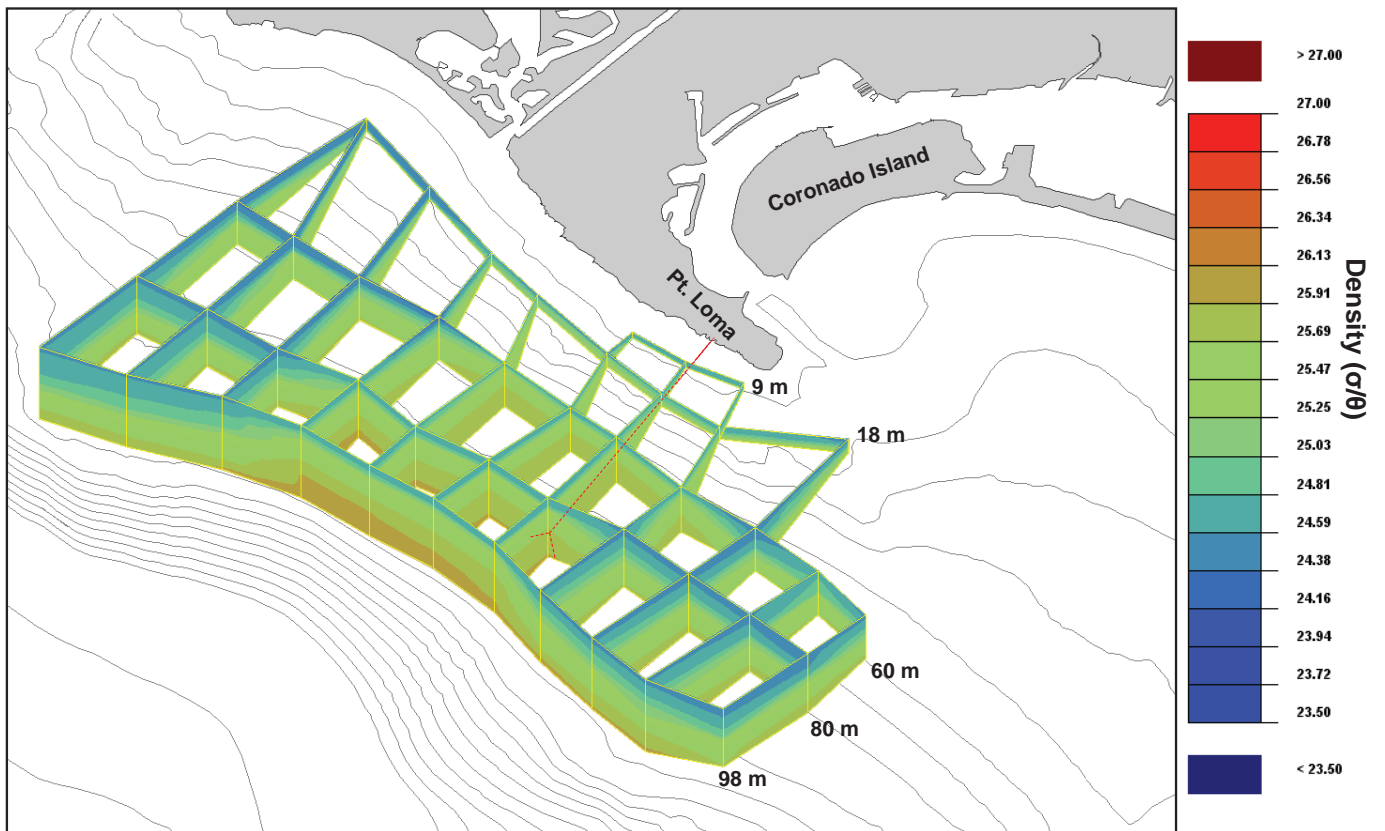 Coronado Island
Pt. Loma
9 m
18 m
60 m
80 m
98 m
> 27.00
27.00
26.78
26.56
26.34
26.13
25.91
25.69
25.47
25.25
25.03
24.81
24.59
24.38
24.16
23.94
23.72
23.50
< 23.50
Density (σ/θ)